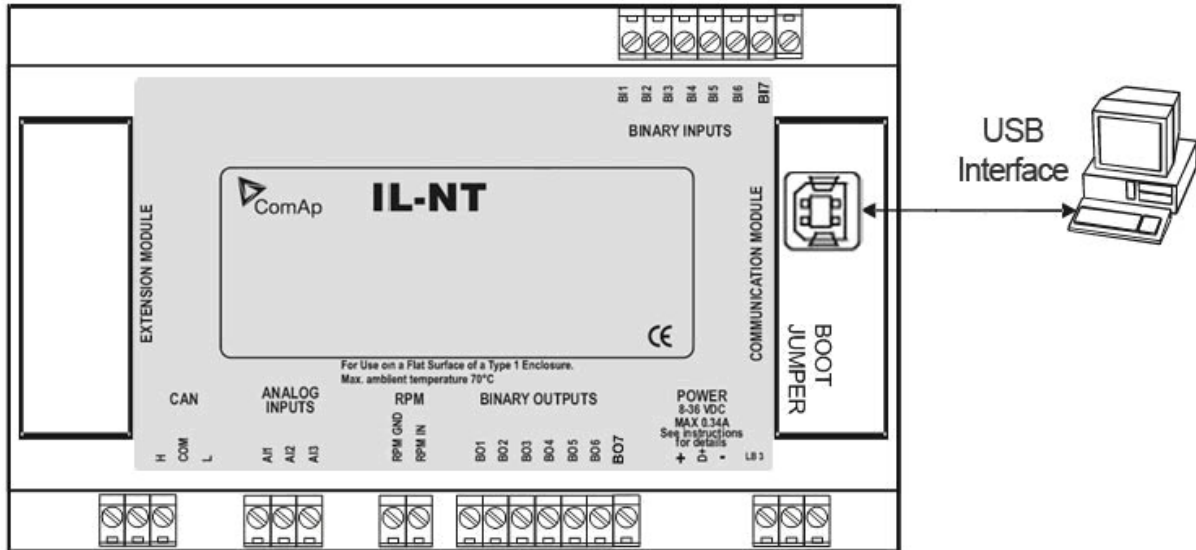 BI1 BI2 BI3 BI4 BI5 BI6 BI7
BINARY INPUTS
USB
Interface
ComAp
IL-NT
EXTENSION MODULE
COMMUNICATION MODULE
CE
BOOT
JUMPER
For Use on a Flat Surface of a Type 1 Enclosure.
Max. ambient temperature 70°C
CAN
H COM L
ANALOG
INPUTS
AI1 AI2 AI3
RPM
RPM GND RPM IN
BINARY OUTPUTS
BO1 BO2 BO3 BO4 BO5 BO6 BO7
POWER
8-36 VDC
MAX 0.34A
See instructions
for details
+ D+ -
LB 3